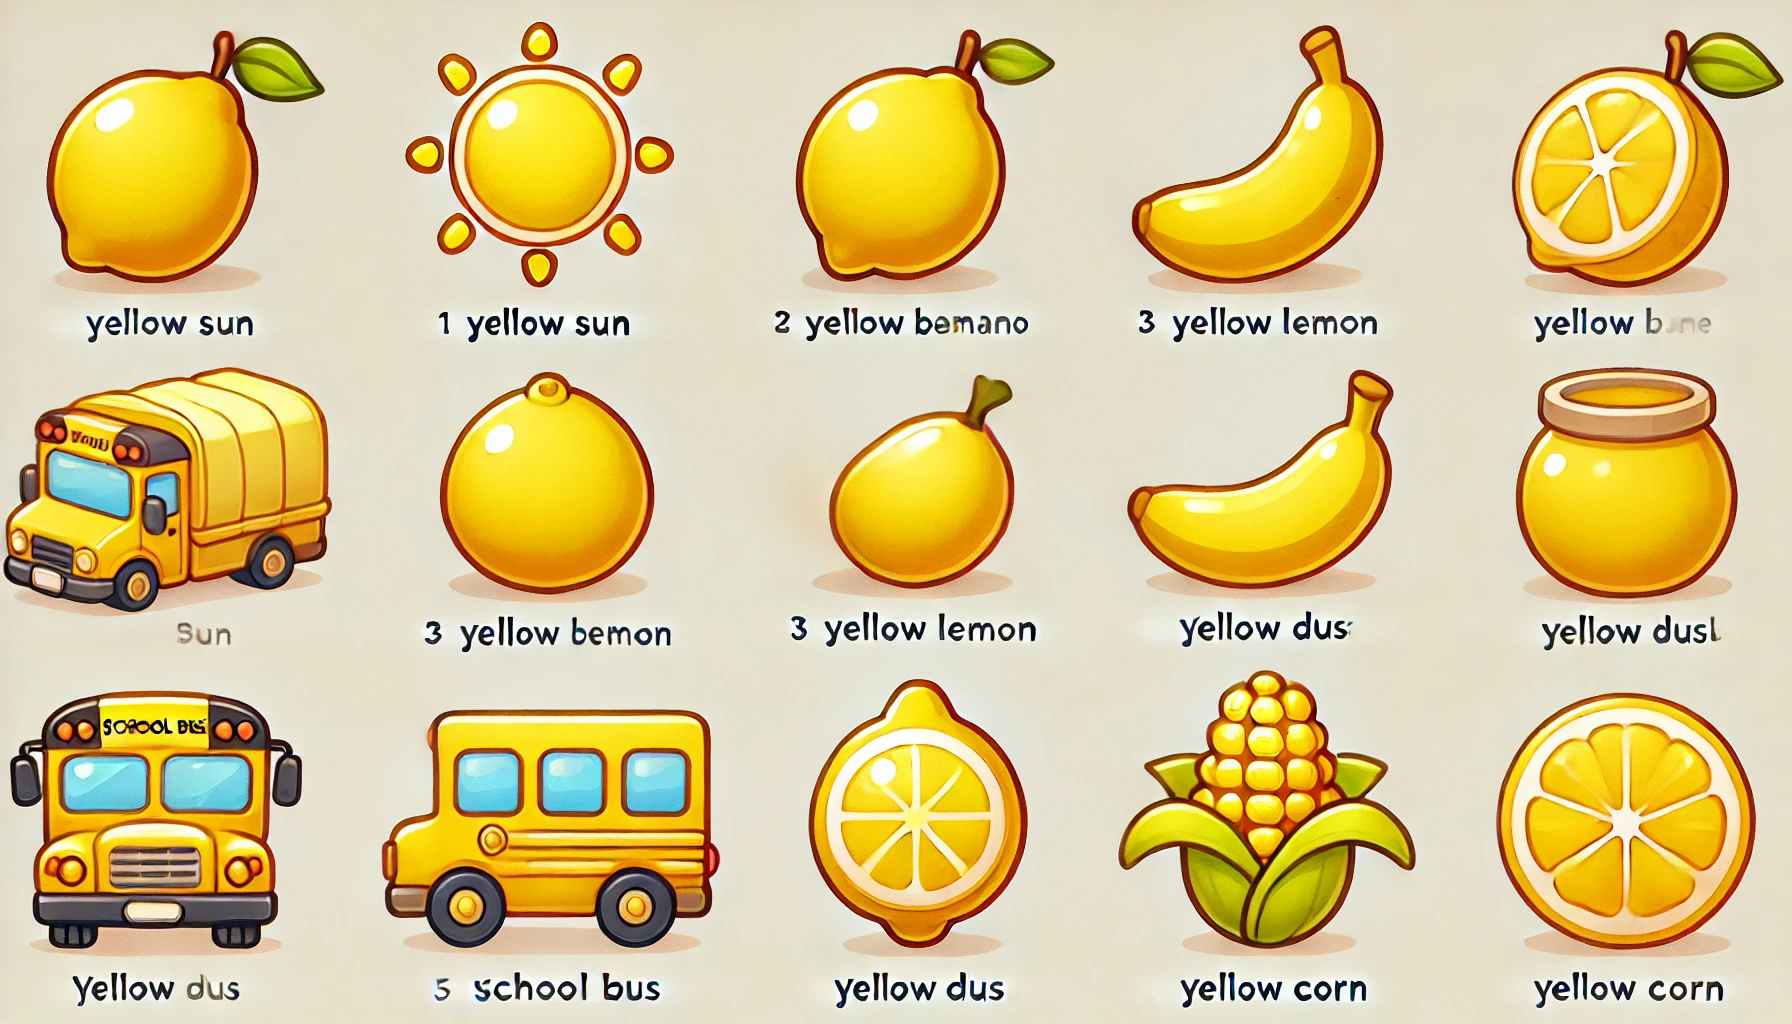 yellow sun
1 yellow sun
2 yellow bemano
3 yellow lemon
yellow
Sun
3 yellow bemon
3 yellow lemon
yellow dus
yellow dusl
SCHOOL BUS
Yellow dus
5 school bus
yellow dus
yellow corn
yellow corn